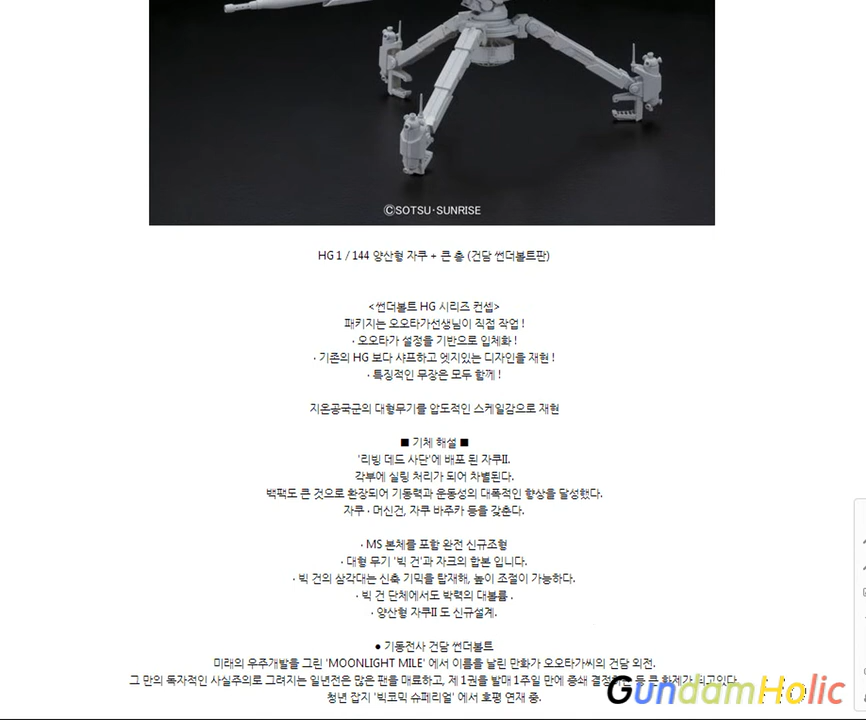 ©SOTSU·SUNRISE
HG 1 / 144 양산형 자쿠 + 큰 총 (건담 썬더볼트판)
<썬더볼트 HG 시리즈 컨셉>
패키지는 오오타가선생님이 직접 작업 !
· 오오타가 설정을 기반으로 입체화 !
· 기존의 HG 보다 샤프하고 엣지있는 디자인을 재현 !
· 특징적인 무장은 모두 함께 !
지온공국군의 대형무기를 압도적인 스케일감으로 재현
■ 기체 해설 ■
'리빙 데드 사단'에 배포 된 자쿠II.
각부에 실링 처리가 되어 차별된다.
백팩도 큰 것으로 환장되어 기동력과 운동성의 대폭적인 향상을 달성했다.
자쿠 · 머신건, 자쿠 바주카 등을 갖춘다.
· MS 본체를 포함 완전 신규조형
· 대형 무기 '빅 건'과 자크의 합본 입니다.
· 빅 건의 삼각대는 신축 기믹을 탑재해, 높이 조절이 가능하다.
· 빅 건 단체에서도 박력의 대볼륨 .
· 양산형 자쿠II 도 신규설계.
● 기동전사 건담 썬더볼트
미래의 우주개발을 그린 'MOONLIGHT MILE' 에서 이름을 날린 만화가 오오타가씨의 건담 외전.
그 만의 독자적인 사실주의로 그려지는 일년전은 많은 팬을 매료하고, 제 1권을 발매 1주일 만에 증쇄 결정하는 등 큰 화제가 되고있다.
청년 잡지 '빅코믹 슈페리얼' 에서 호평 연재 중.
GundamHolic